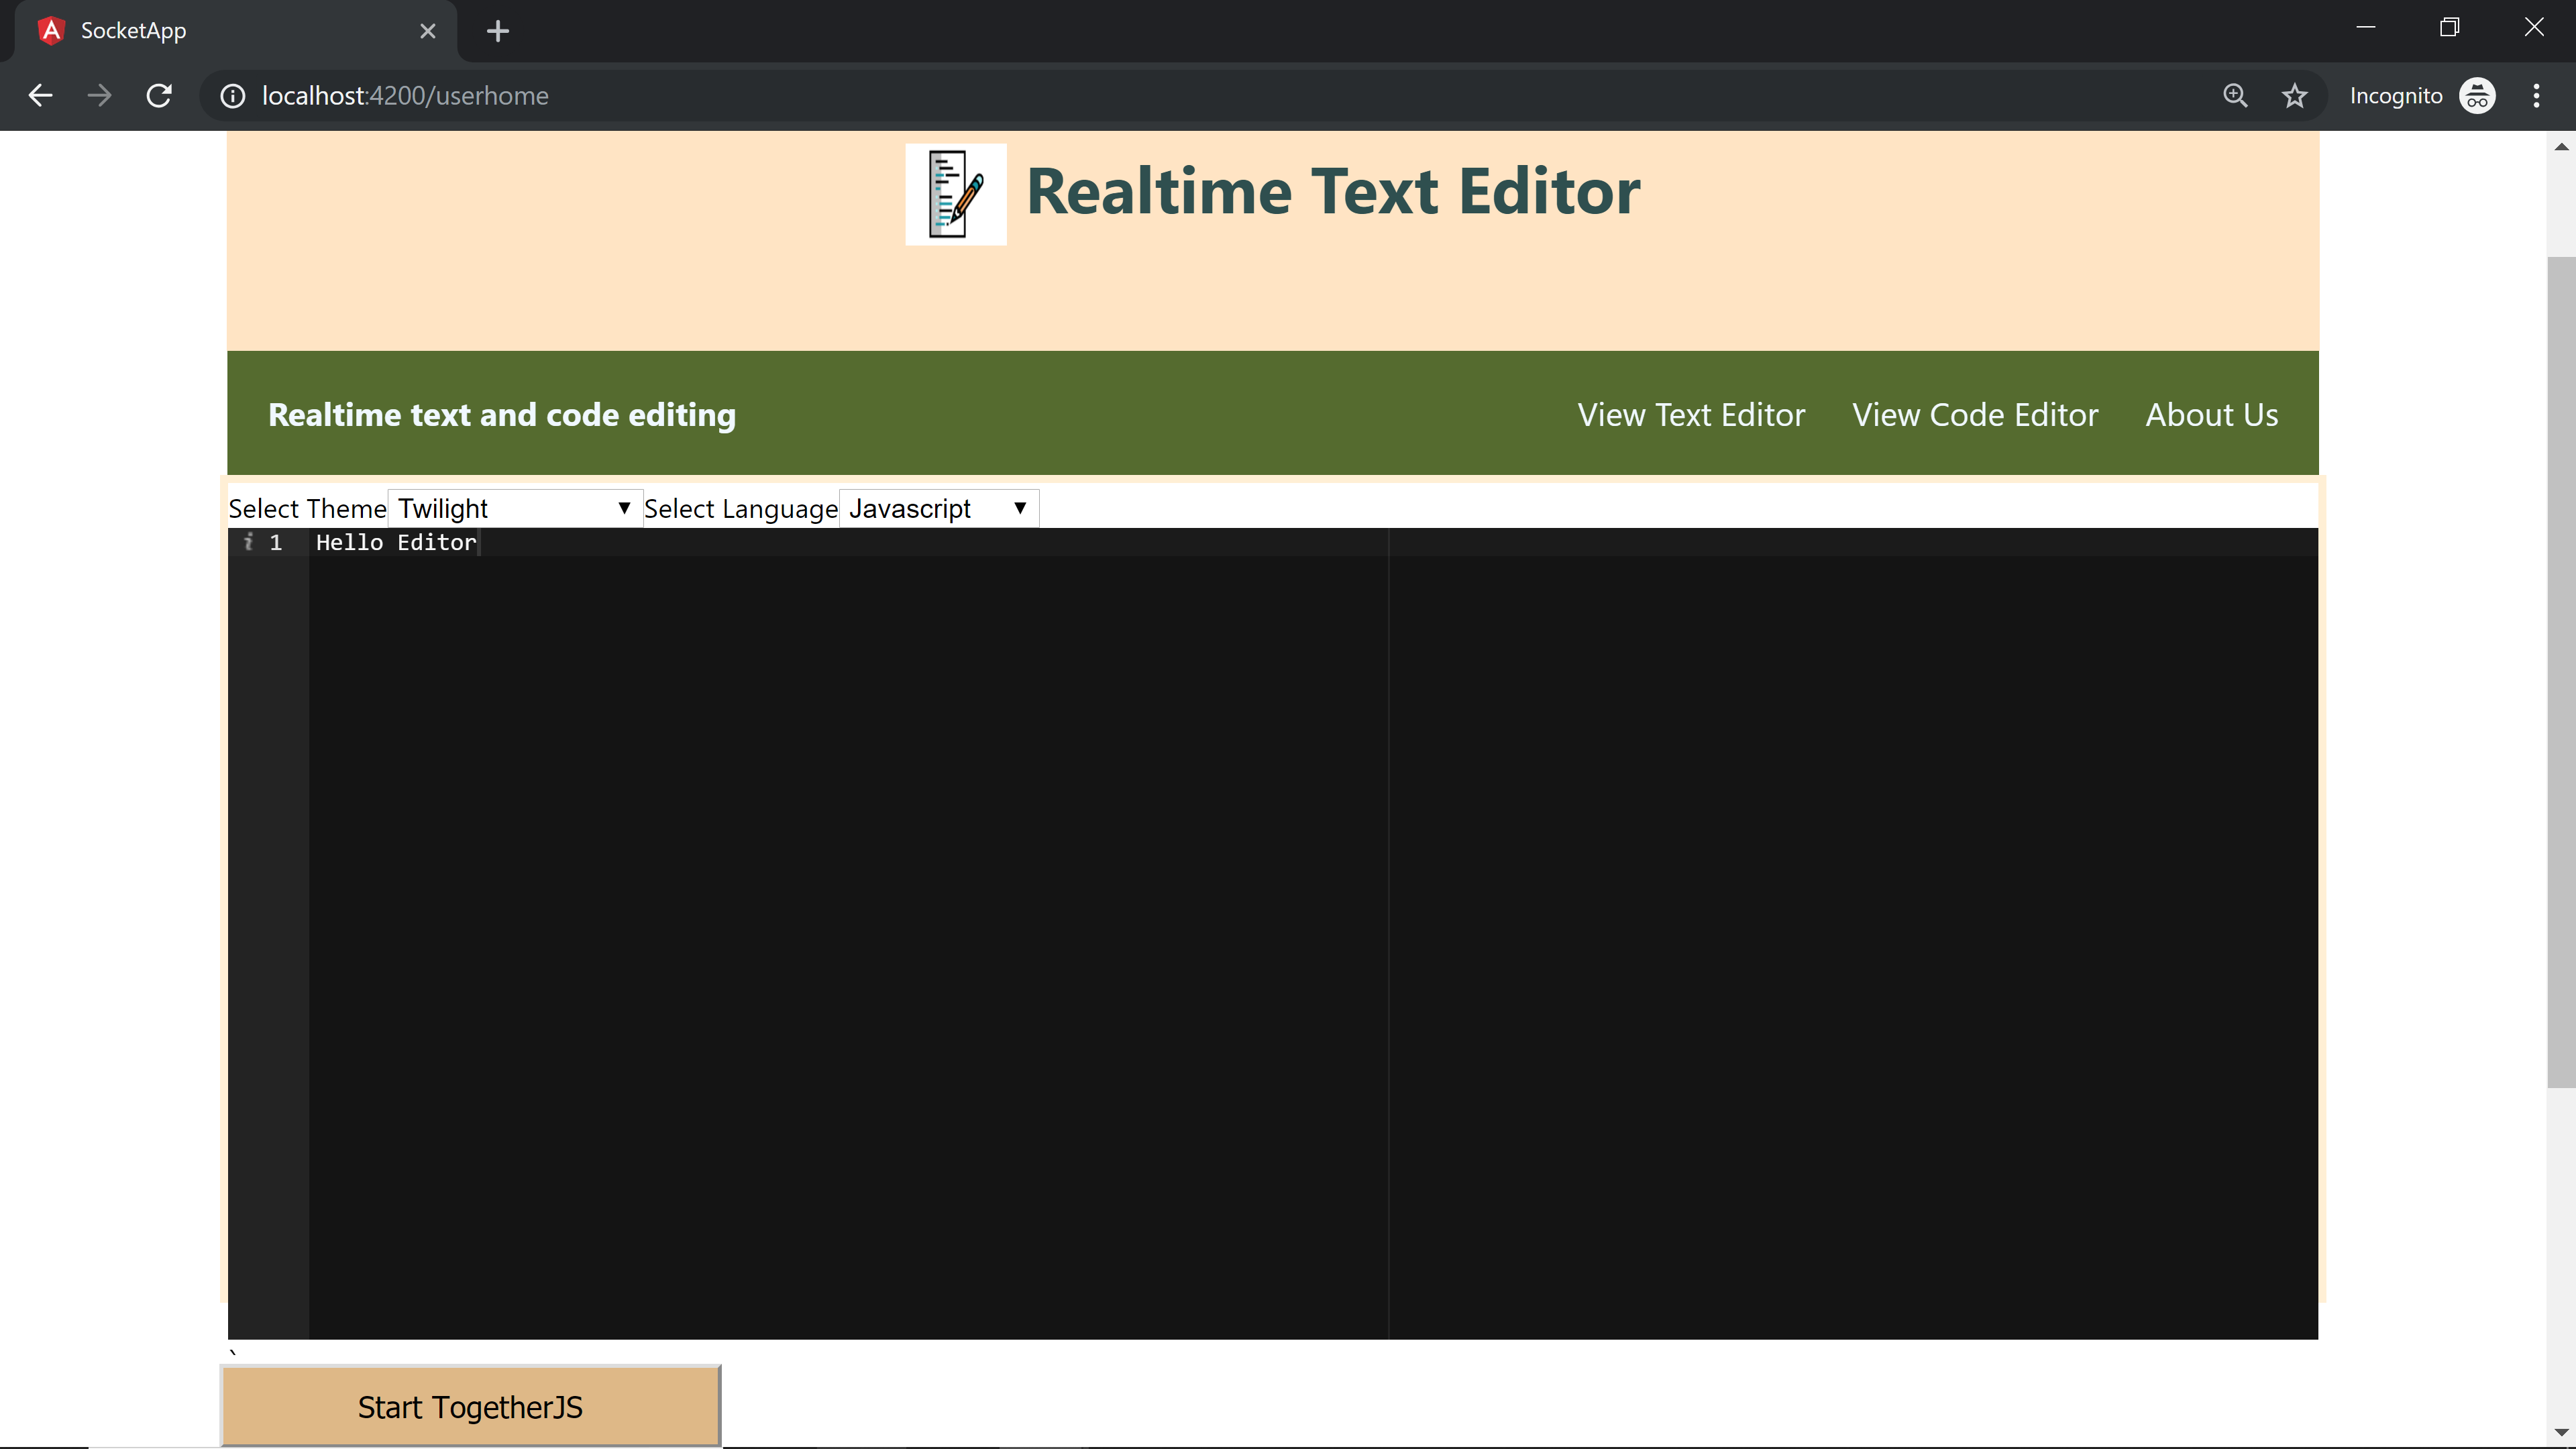 SocketApp
localhost:4200/userhome
Incognito
Realtime Text Editor
Realtime text and code editing
View Text Editor
View Code Editor
About Us
Select Theme Twilight ▼ Select Language Javascript ▼
i 1 Hello Editor
`
Start TogetherJS